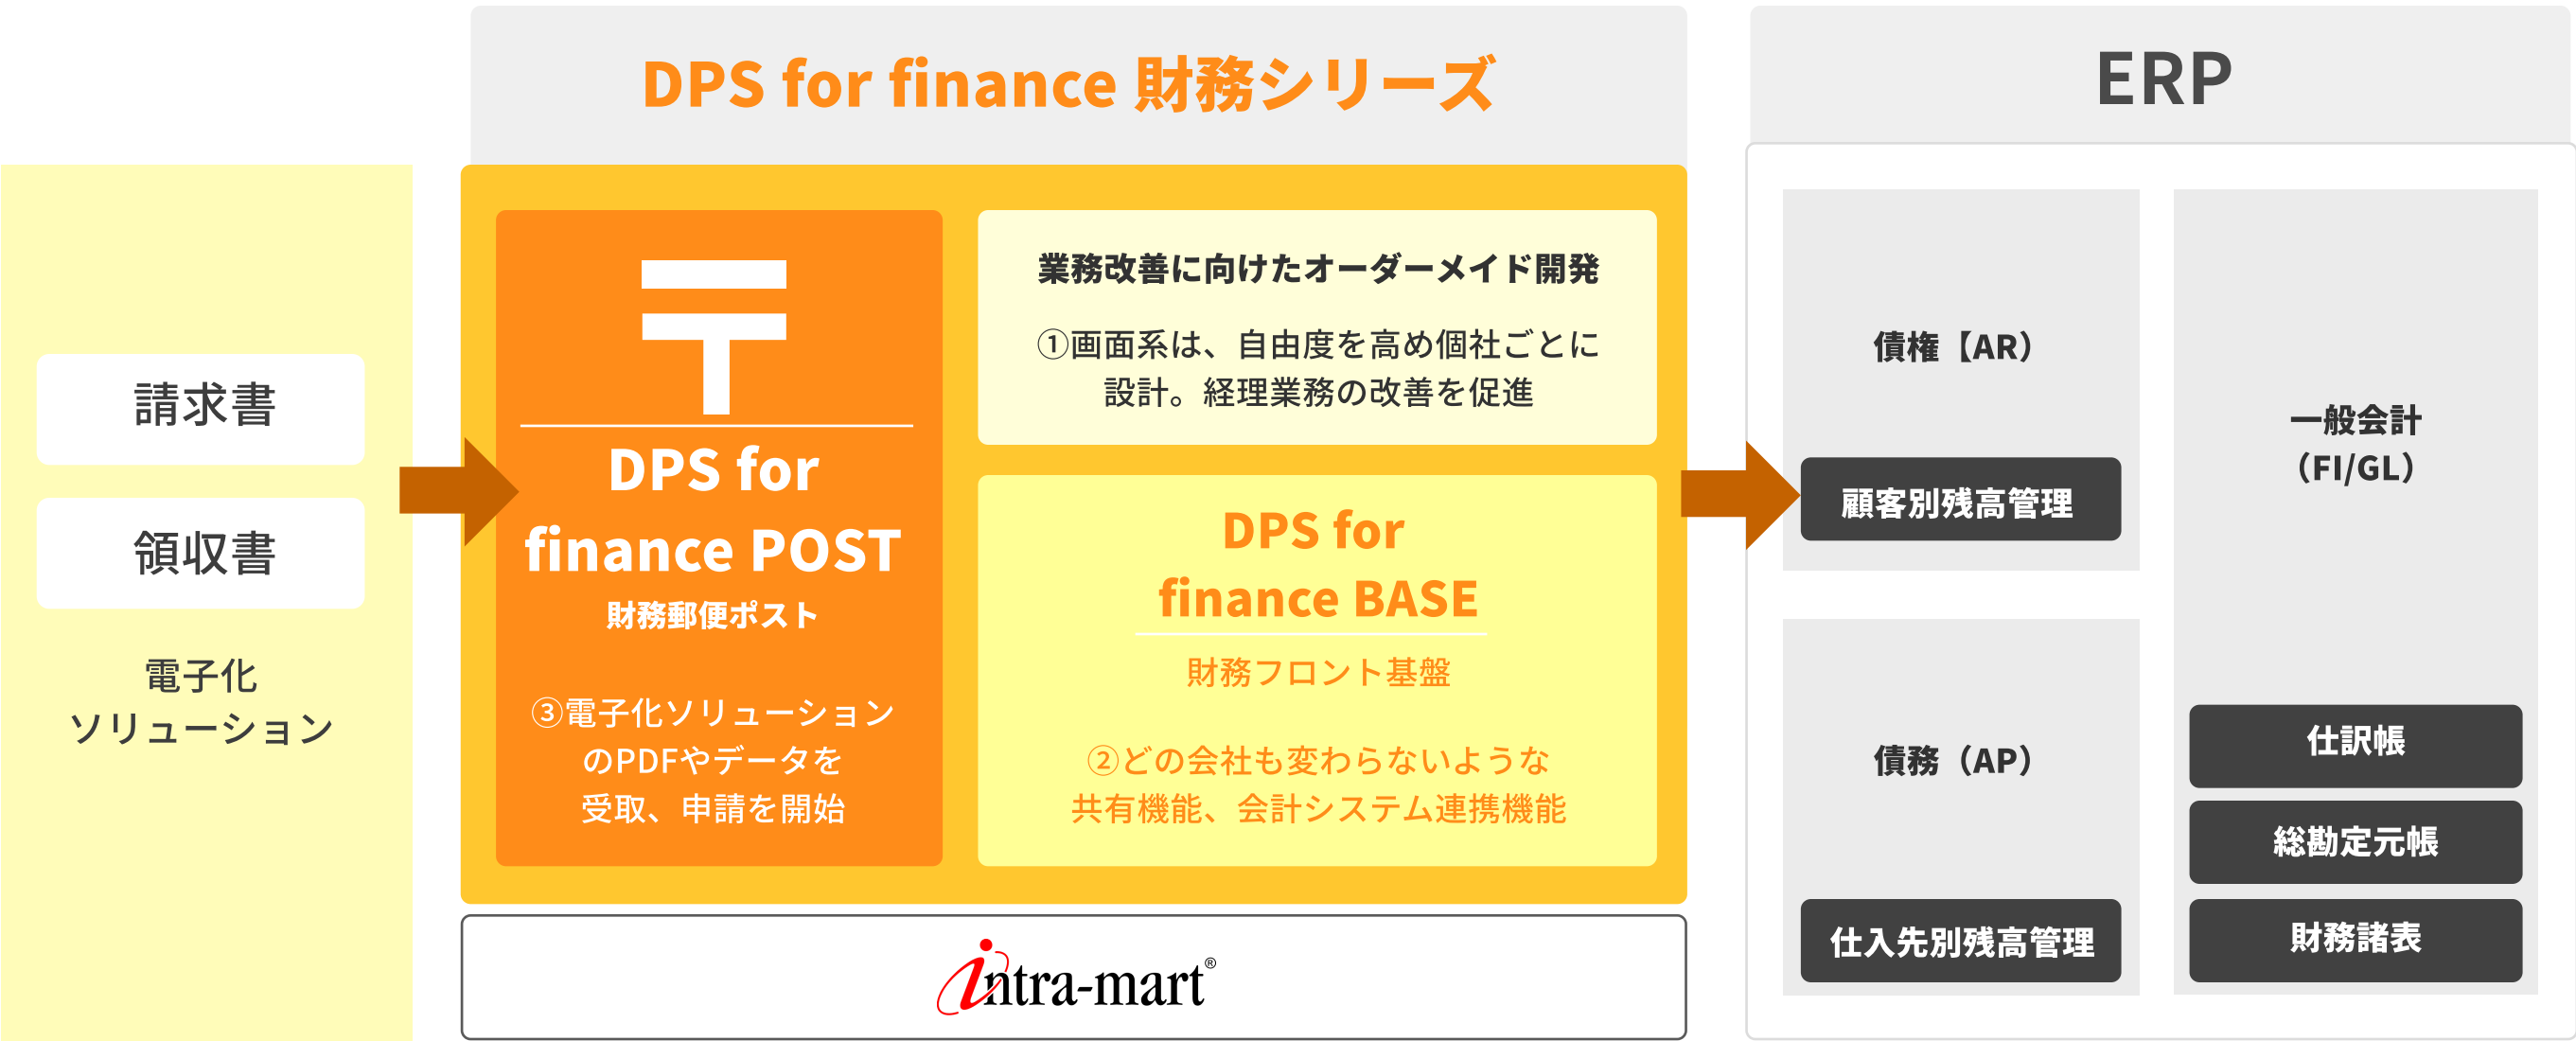 DPS for finance 財務シリーズ
ERP
請求書
領収書
電子化
ソリューション
〒
DPS for
finance POST
財務郵便ポスト
③電子化ソリューション
のPDFやデータを
受取、申請を開始
業務改善に向けたオーダーメイド開発
①画面系は、自由度を高め個社ごとに
設計。経理業務の改善を促進
DPS for
finance BASE
財務フロント基盤
②どの会社も変わらないような
共有機能、会計システム連携機能
intra-mart®
債権【AR）
顧客別残高管理
債務（AP）
仕入先別残高管理
一般会計
（FI/GL）
仕訳帳
総勘定元帳
財務諸表